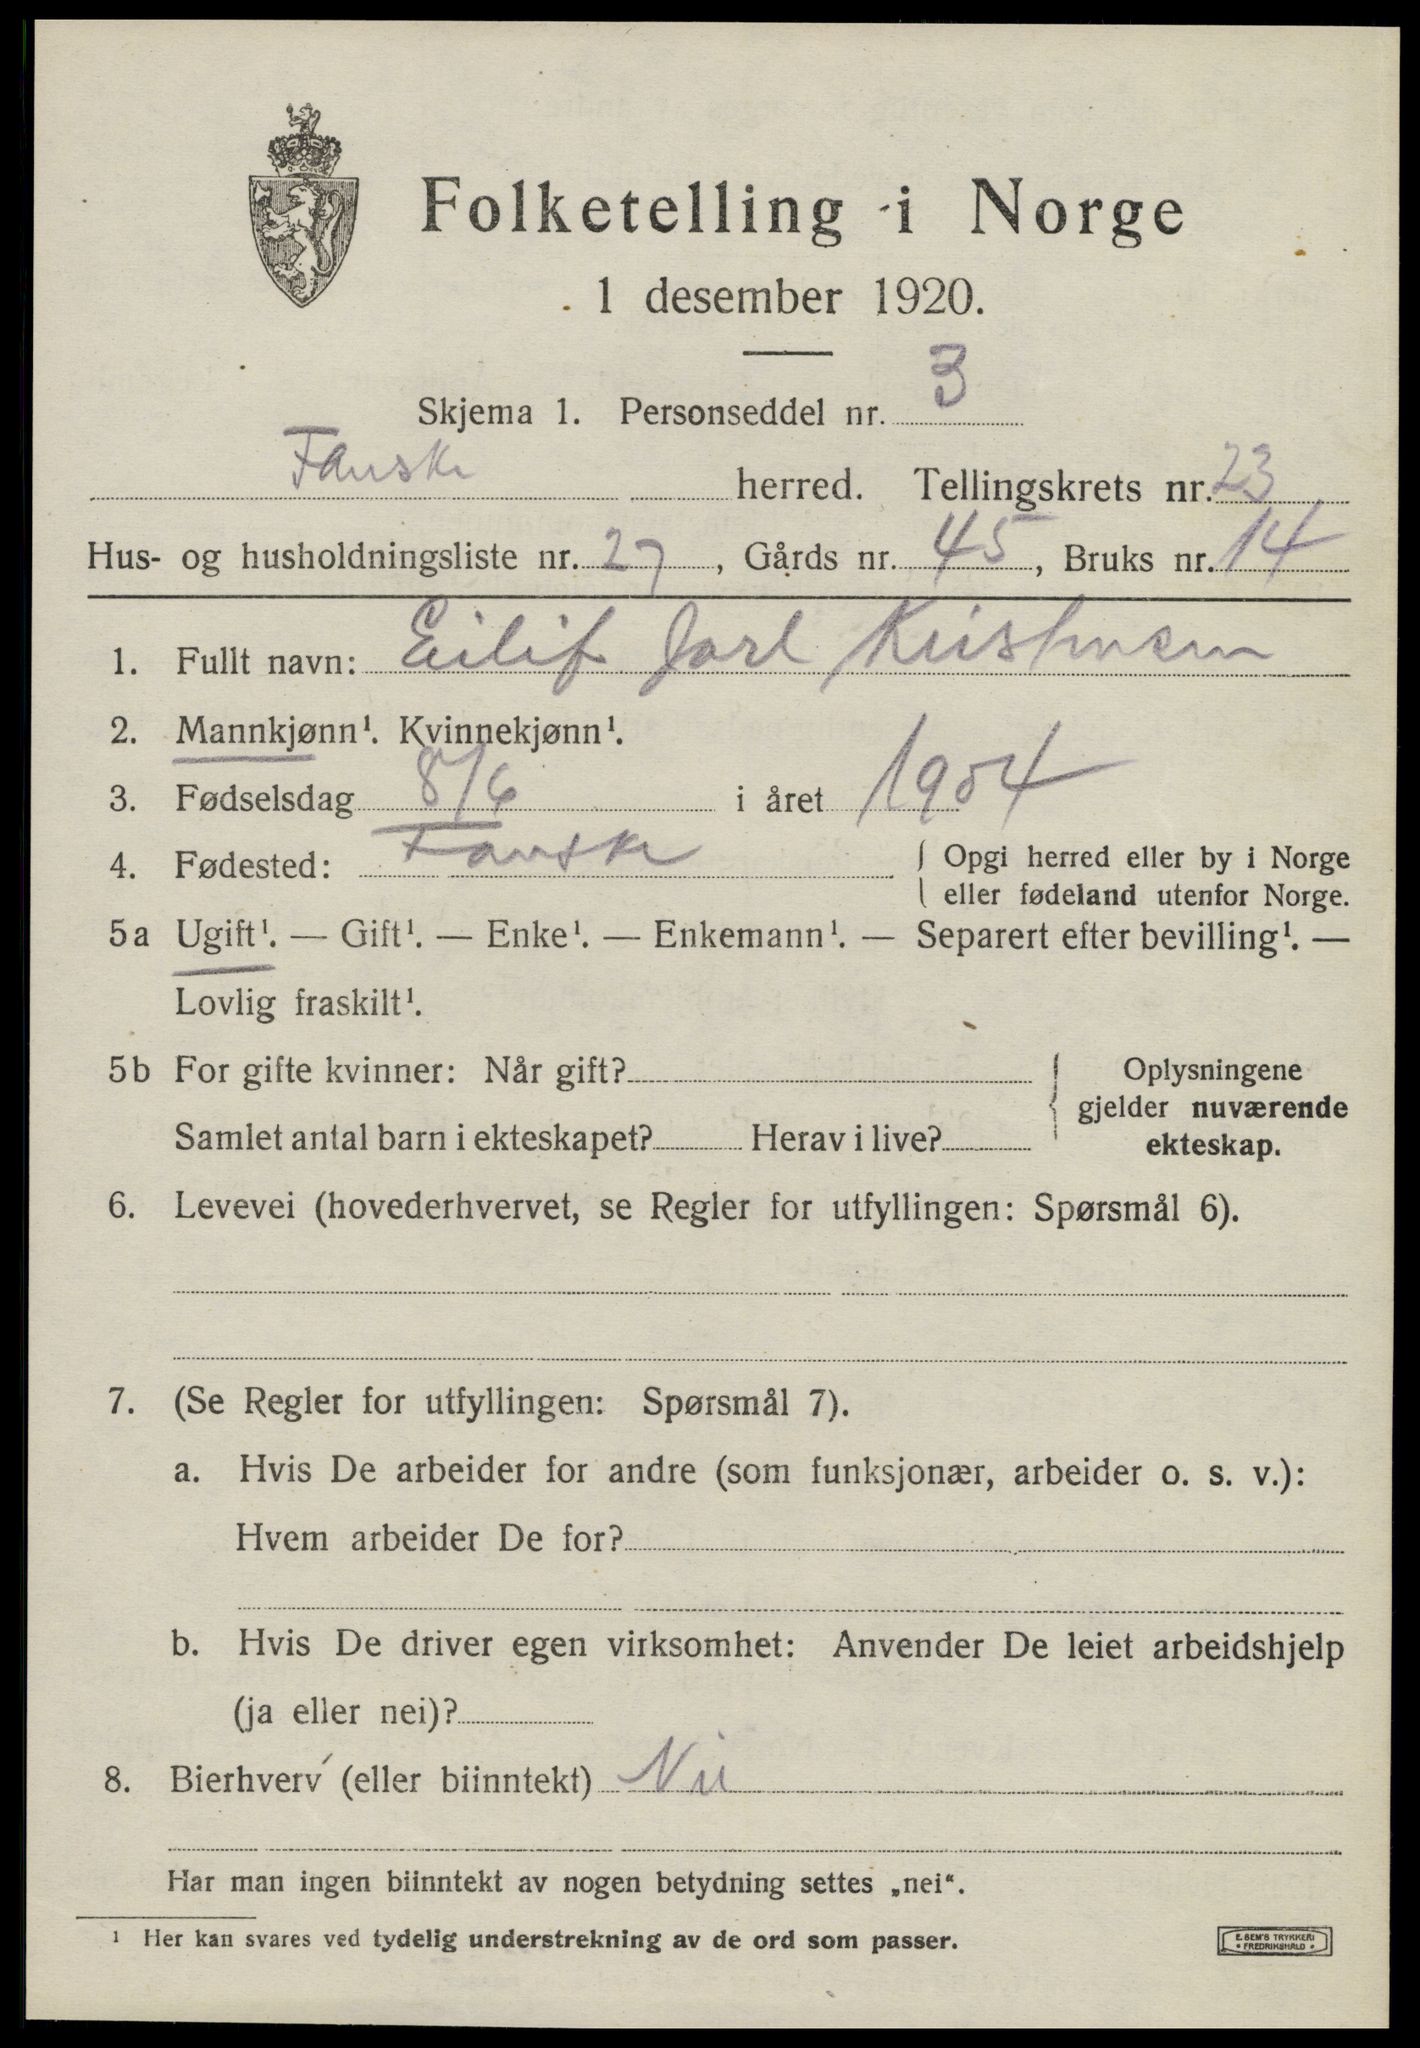 Folketelling i Norge
1 desember 1920.
Skjema 1. Personseddel nr. 3
Fauske herred. Tellingskrets nr. 23
Hus- og husholdningsliste nr. 27, Gårds nr. 45, Bruks nr. 14
1. Fullt navn: Eilif Jarl Kristensen
2. Mannkjønn¹. Kvinnekjønn¹.
3. Fødselsdag 8/6 i året 1904
4. Fødested: Fauske { Opgi herred eller by i Norge
eller fødeland utenfor Norge.
5a Ugift¹. — Gift¹. — Enke¹. — Enkemann¹. — Separert efter bevilling¹. —
Lovlig fraskilt¹.
5b For gifte kvinner: Når gift?
Samlet antal barn i ekteskapet? Herav i live?
{ Oplysningene
gjelder nuværende
ekteskap.
6. Levevei (hovederhvervet, se Regler for utfyllingen: Spørsmål 6).
7. (Se Regler for utfyllingen: Spørsmål 7).
a. Hvis De arbeider for andre (som funksjonær, arbeider o. s. v.):
Hvem arbeider De for?
b. Hvis De driver egen virksomhet: Anvender De leiet arbeidshjelp
(ja eller nei)?
8. Bierhverv (eller biinntekt) Nei
Har man ingen biinntekt av nogen betydning settes „nei“.
¹ Her kan svares ved tydelig understrekning av de ord som passer.
E. SEM'S TRYKKERI
• FREDRIKSHALD •